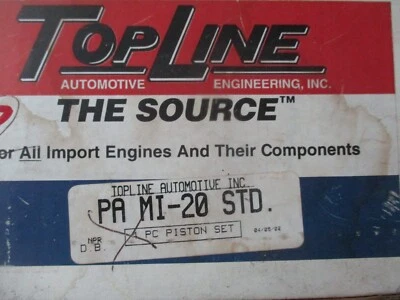 TOPLINE
AUTOMOTIVE ENGINEERING, INC.
THE SOURCE™
or All Import Engines And Their Components
TOPLINE AUTOMOTIVE INC.
PA MI-20 STD.
NPR
PC PISTON SET
D B.